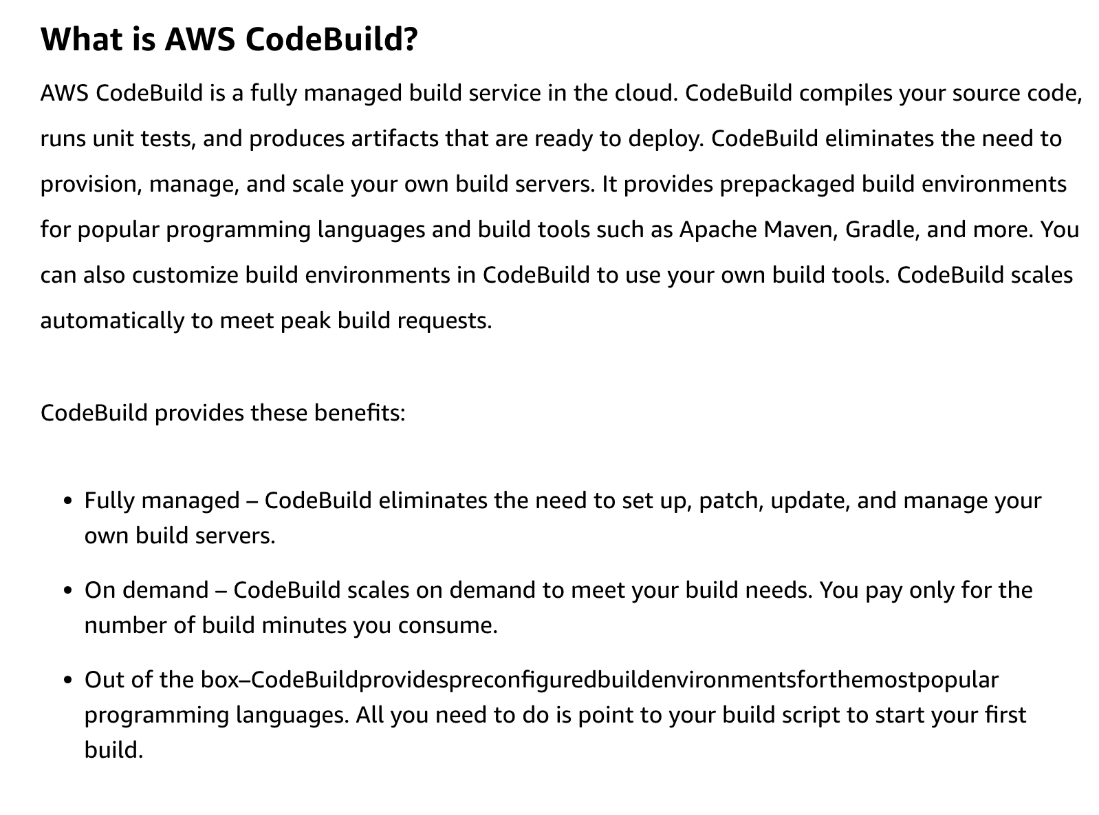 What is AWS CodeBuild?
AWS CodeBuild is a fully managed build service in the cloud. CodeBuild compiles your source code,
runs unit tests, and produces artifacts that are ready to deploy. CodeBuild eliminates the need to
provision, manage, and scale your own build servers. It provides prepackaged build environments
for popular programming languages and build tools such as Apache Maven, Gradle, and more. You
can also customize build environments in CodeBuild to use your own build tools. CodeBuild scales
automatically to meet peak build requests.
CodeBuild provides these benefits:
• Fully managed – CodeBuild eliminates the need to set up, patch, update, and manage your
own build servers.
• On demand – CodeBuild scales on demand to meet your build needs. You pay only for the
number of build minutes you consume.
• Out of the box–CodeBuildprovidespreconfiguredbuildenvironmentsforthemostpopular
programming languages. All you need to do is point to your build script to start your first
build.